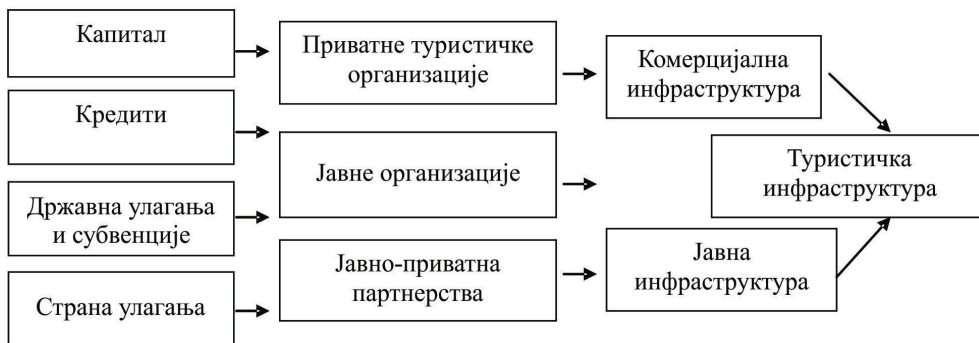 Капитал
Кредити
Државна улагања
и субвенције
Страна улагања
Приватне туристичке
организације
Јавне организације
Јавно-приватна
партнерства
Комерцијална
инфраструктура
Јавна
инфраструктура
Туристичка
инфраструктура